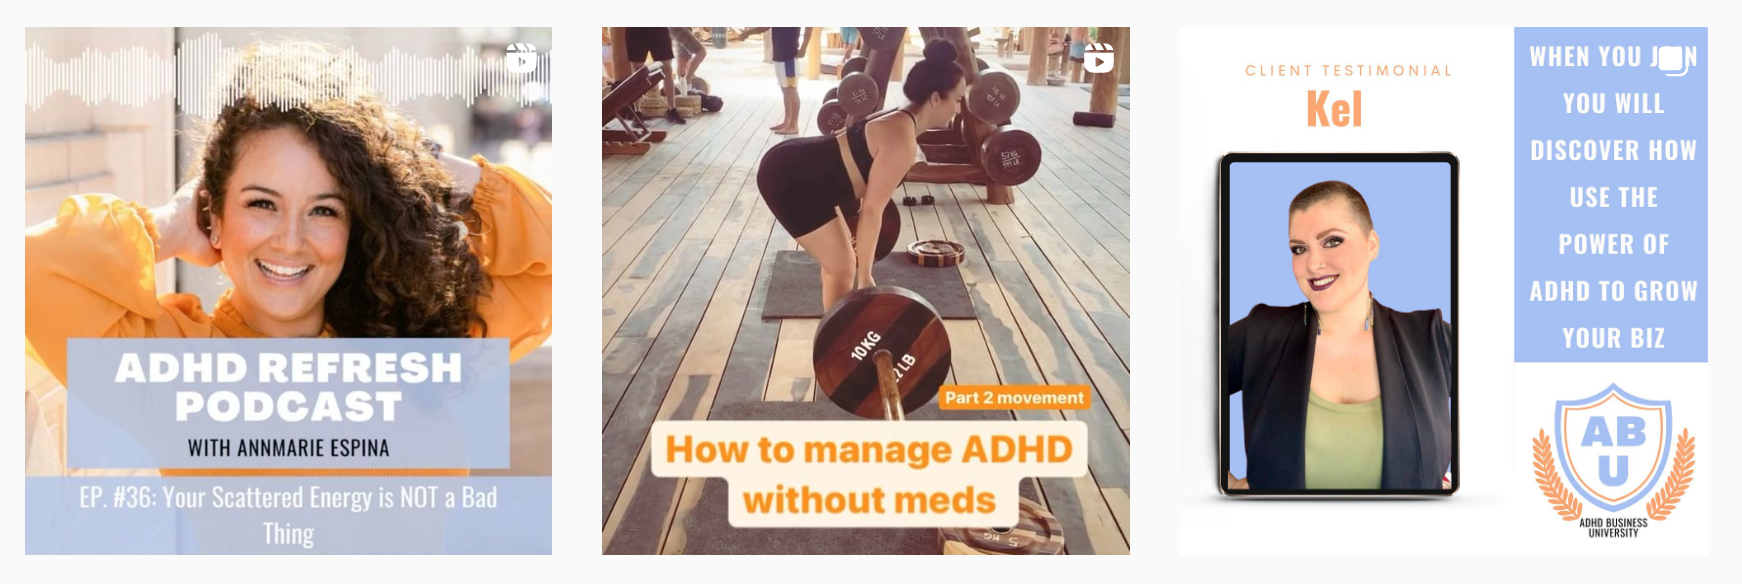 ADHD REFRESH
PODCAST
WITH ANNMARIE ESPINA
EP. #36: Your Scattered Energy is NOT a Bad
Thing
10KG
Part 2 movement
How to manage ADHD
without meds
CLIENT TESTIMONIAL
Kel
WHEN YOU
YOU WILL
DISCOVER HOW
USE THE
POWER OF
ADHD TO GROW
YOUR BIZ
AB
U
ADHD BUSINESS
UNIVERSITY